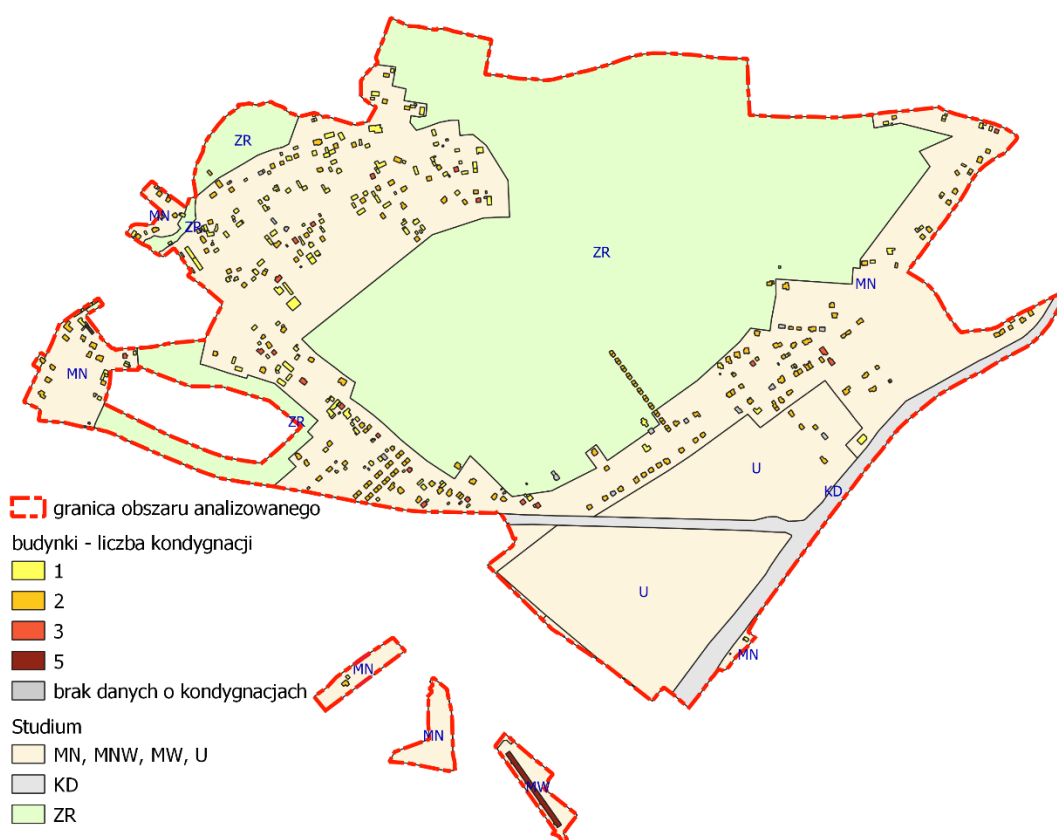 ZR
MN
ZR
ZR
MN
MN
ZR
U
KD
U
MN
MN
MN
MW
granica obszaru analizowanego
budynki - liczba kondygnacji
1
2
3
5
brak danych o kondygnacjach
Studium
MN, MNW, MW, U
KD
ZR